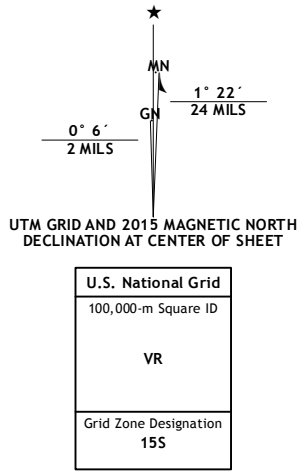 ★
MN
1° 22´
24 MILS
GN
0° 6´
2 MILS
UTM GRID AND 2015 MAGNETIC NORTH
DECLINATION AT CENTER OF SHEET
U.S. National Grid
100,000-m Square ID
VR
Grid Zone Designation
15S